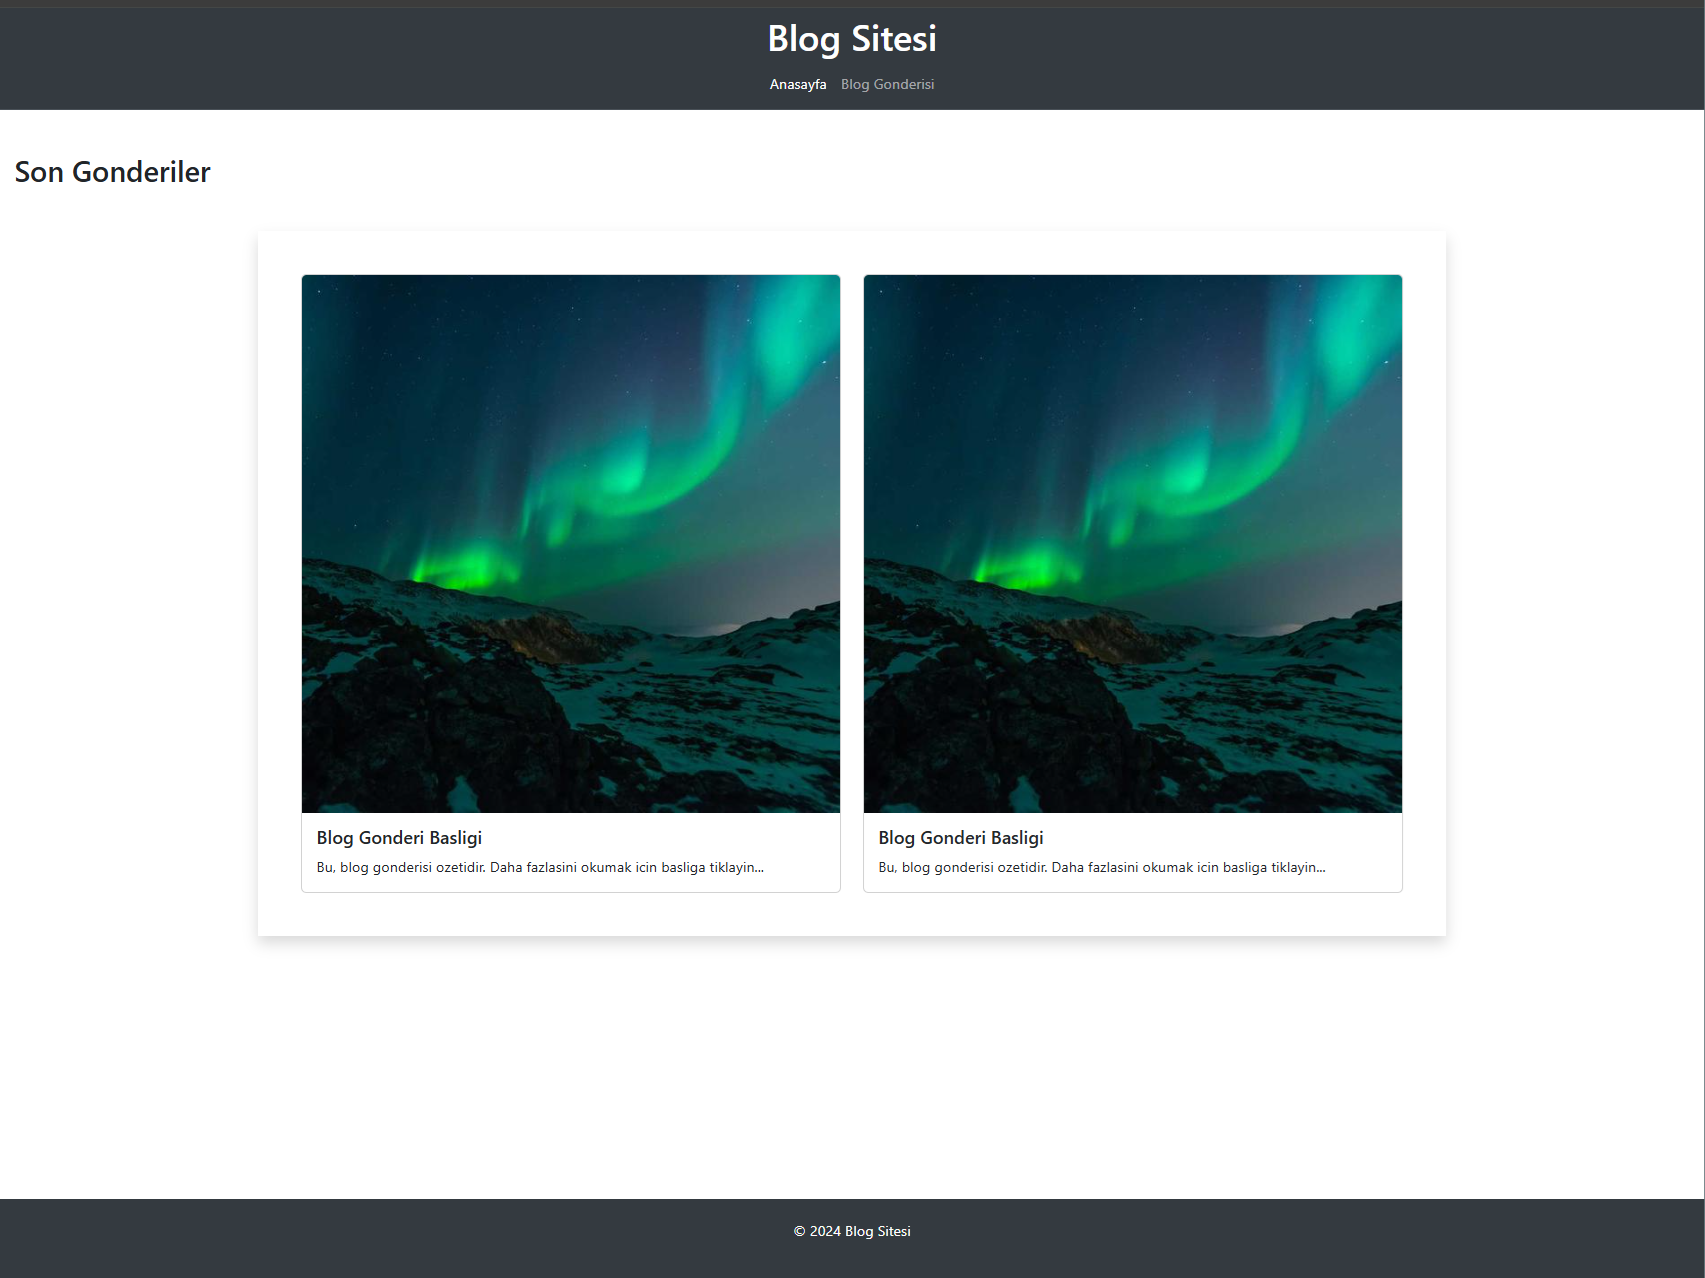 Blog Sitesi
Anasayfa Blog Gonderisi
Son Gonderiler
Blog Gonderi Basligi
Bu, blog gonderisi ozetidir. Daha fazlasini okumak icin basliga tiklayin...
Blog Gonderi Basligi
Bu, blog gonderisi ozetidir. Daha fazlasini okumak icin basliga tiklayin...
© 2024 Blog Sitesi